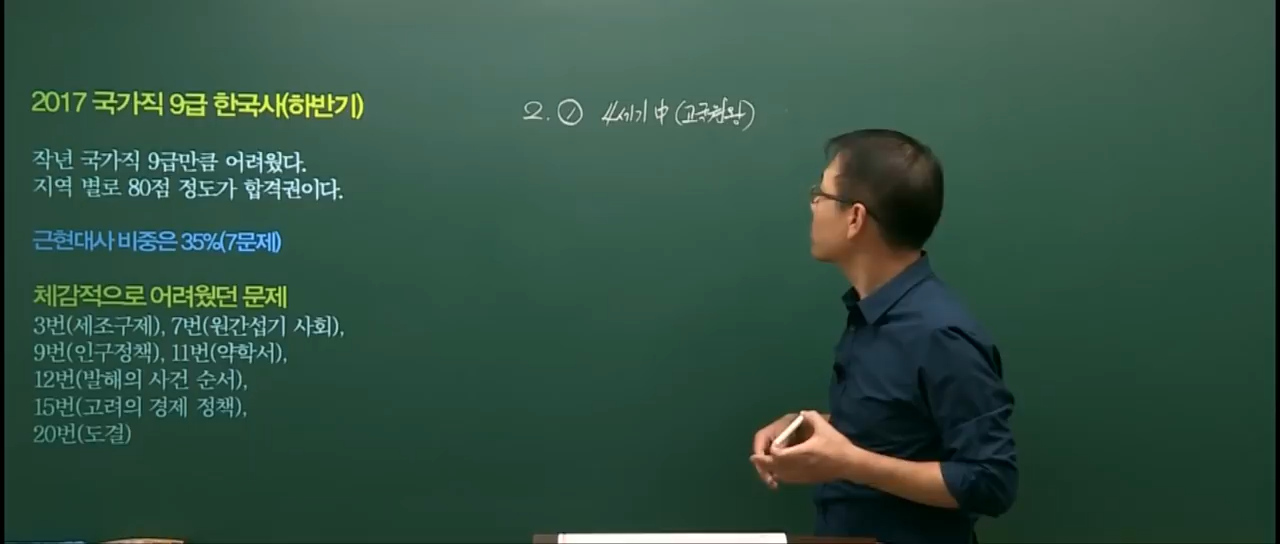 2017 국가직 9급 한국사(하반기)
작년 국가직 9급만큼 어려웠다.
지역 별로 80점 정도가 합격권이다.
근현대사 비중은 35%(7문제)
체감적으로 어려웠던 문제
3번(세조구제), 7번(원간섭기 사회),
9번(인구정책), 11번(약학서),
12번(발해의 사건 순서),
15번(고려의 경제 정책),
20번(도결)
2. ① 4세기 中 (고국원왕)